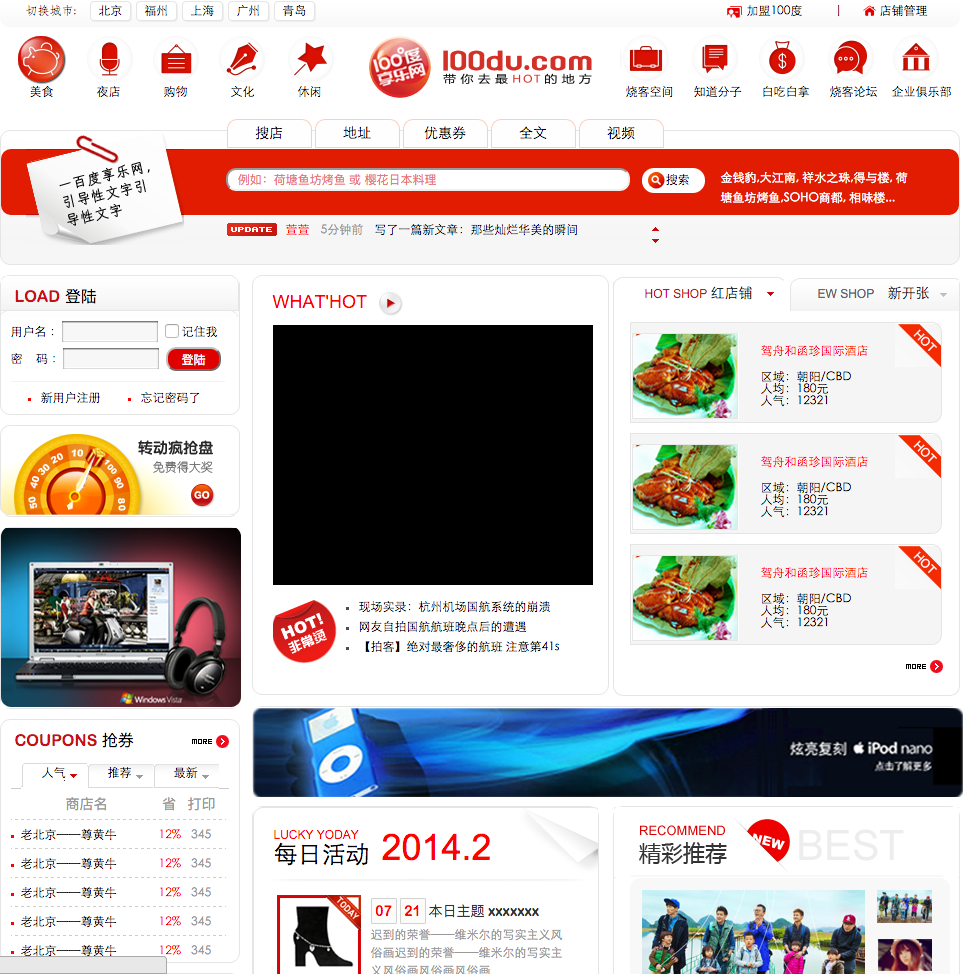 切换城市: 北京 福州 上海 广州 青岛 加盟100度 | 店铺管理
美食 夜店 购物 文化 休闲
100度享乐网
100du.com
带你去最HOT的地方
烧客空间 知道分子 白吃白拿 烧客论坛 企业俱乐部
搜店 地址 优惠券 全文 视频
一百度享乐网,
引导性文字引
导性文字
例如：荷塘鱼坊烤鱼 或 樱花日本料理 搜索
金钱豹,大江南, 祥水之珠,得与楼, 荷
塘鱼坊烤鱼,SOHO商都, 相味楼...
UPDATE 萱萱 5分钟前 写了一篇新文章：那些灿烂华美的瞬间
LOAD 登陆
用户名： 记住我
密 码： 登陆
新用户注册 忘记密码了
转动疯抢盘
免费得大奖
GO
50 40 30 20 10 100 90 80
Windows Vista
COUPONS 抢券 MORE
人气 推荐 最新
商店名 省 打印
老北京——尊黄牛 12% 345
老北京——尊黄牛 12% 345
老北京——尊黄牛 12% 345
老北京——尊黄牛 12% 345
老北京——尊黄牛 12% 345
WHAT'HOT
HOT!
非常烫
现场实录：杭州机场国航系统的崩溃
网友自拍国航航班晚点后的遭遇
【拍客】绝对最奢侈的航班 注意第41s
HOT SHOP 红店铺 EW SHOP 新开张
驾舟和菡珍国际酒店
HOT
区域：朝阳/CBD
人均：180元
人气：12321
驾舟和菡珍国际酒店
HOT
区域：朝阳/CBD
人均：180元
人气：12321
驾舟和菡珍国际酒店
HOT
区域：朝阳/CBD
人均：180元
人气：12321
MORE
炫亮复刻 iPod nano
点击了解更多
LUCKY YODAY
每日活动 2014.2
TODAY
07 21 本日主题 xxxxxxx
迟到的荣誉——维米尔的写实主义风
俗画迟到的荣誉——维米尔的写实主
义风俗画风俗画风俗画
RECOMMEND
精彩推荐 NEW BEST